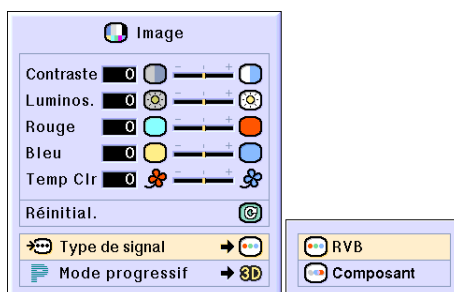 Image
Contraste 0
Luminos. 0
Rouge 0
Bleu 0
Temp Clr 0
Réinitial.
Type de signal
Mode progressif 3D
RVB
Composant